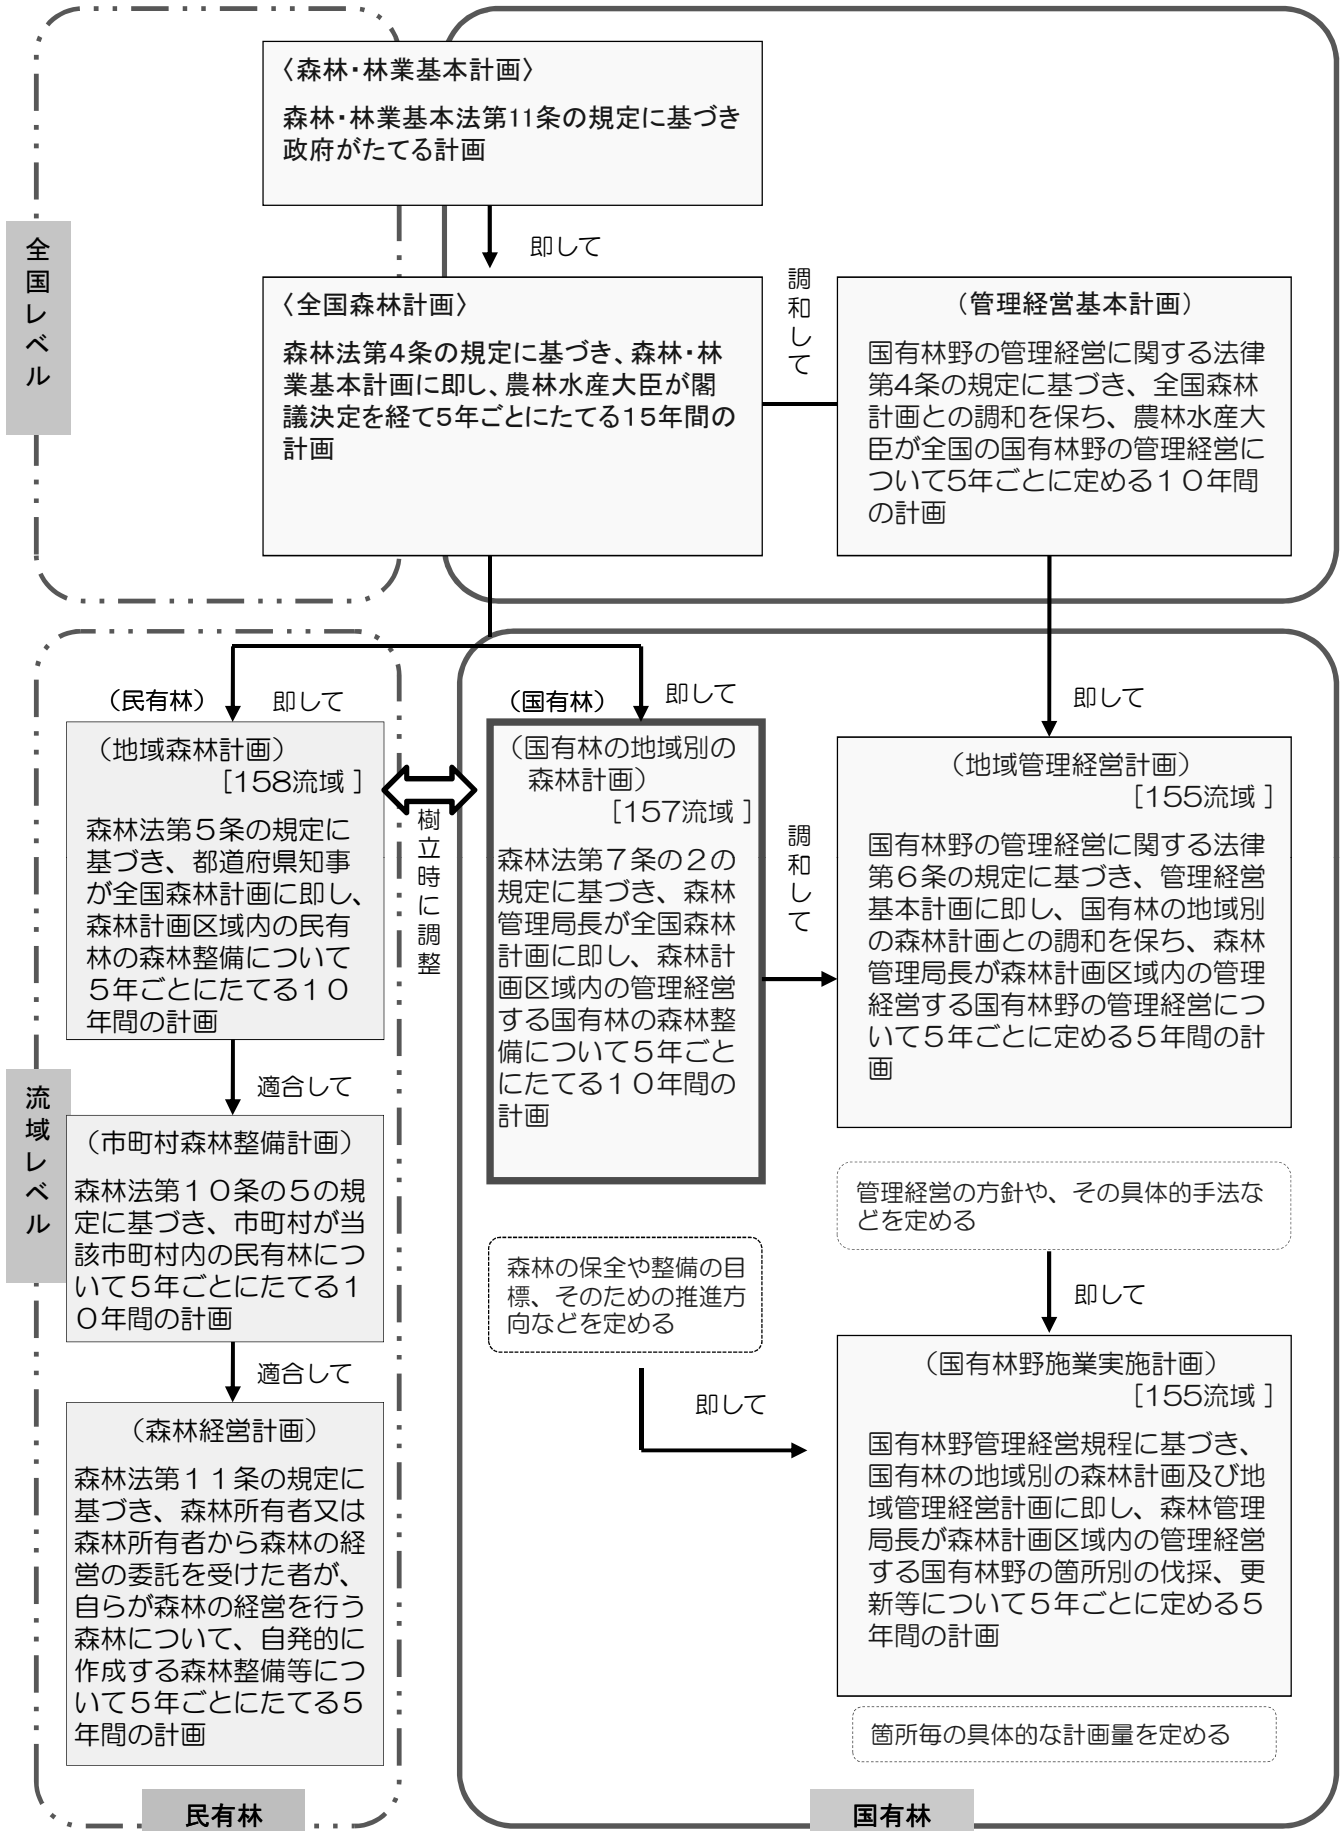 〈森林・林業基本計画〉
森林・林業基本法第11条の規定に基づき
政府がたてる計画
即して
全国レベル
〈全国森林計画〉
森林法第4条の規定に基づき、森林・林
業基本計画に即し、農林水産大臣が閣
議決定を経て5年ごとにたてる15年間の
計画
調和して
（管理経営基本計画）
国有林野の管理経営に関する法律
第4条の規定に基づき、全国森林
計画との調和を保ち、農林水産大
臣が全国の国有林野の管理経営に
ついて5年ごとに定める１０年間
の計画
（民有林）
即して
（国有林）
即して
即して
（地域森林計画）
［158流域］
森林法第５条の規定に
基づき、都道府県知事
が全国森林計画に即し、
森林計画区域内の民有
林の森林整備について
５年ごとにたてる１０
年間の計画
樹立時に調整
（国有林の地域別の
森林計画）
［157流域］
森林法第７条の２の
規定に基づき、森林
管理局長が全国森林
計画に即し、森林計
画区域内の管理経営
する国有林の森林整
備について５年ごと
にたてる１０年間の
計画
調和して
（地域管理経営計画）
［155流域］
国有林野の管理経営に関する法律
第６条の規定に基づき、管理経営
基本計画に即し、国有林の地域別
の森林計画との調和を保ち、森林
管理局長が森林計画区域内の管理
経営する国有林野の管理経営につ
いて５年ごとに定める５年間の計
画
流域レベル
適合して
（市町村森林整備計画）
森林法第１０条の５の規
定に基づき、市町村が当
該市町村内の民有林につ
いて５年ごとにたてる１
０年間の計画
森林の保全や整備の目
標、そのための推進方
向などを定める
管理経営の方針や、その具体的手法な
どを定める
即して
適合して
即して
（森林経営計画）
森林法第１１条の規定に
基づき、森林所有者又は
森林所有者から森林の経
営の委託を受けた者が、
自らが森林の経営を行う
森林について、自発的に
作成する森林整備等につ
いて５年ごとにたてる５
年間の計画
（国有林野施業実施計画）
［155流域］
国有林野管理経営規程に基づき、
国有林の地域別の森林計画及び地
域管理経営計画に即し、森林管理
局長が森林計画区域内の管理経営
する国有林野の箇所別の伐採、更
新等について５年ごとに定める５
年間の計画
箇所毎の具体的な計画量を定める
民有林
国有林